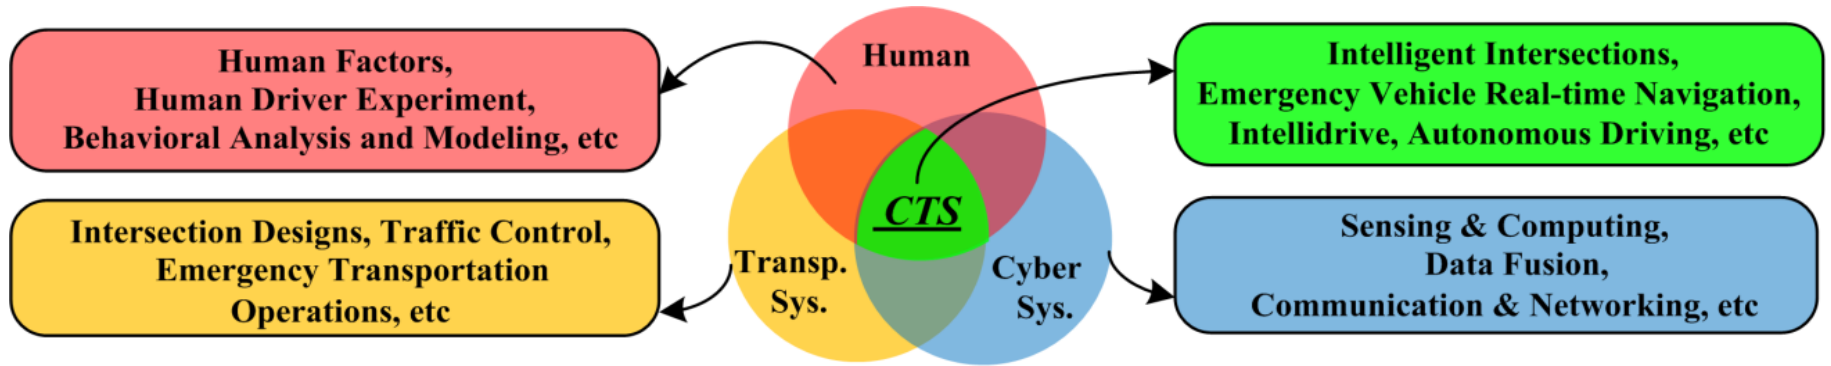 Human Factors,
Human Driver Experiment,
Behavioral Analysis and Modeling, etc
Intersection Designs, Traffic Control,
Emergency Transportation
Operations, etc
Human
CTS
Transp.
Sys.
Cyber
Sys.
Intelligent Intersections,
Emergency Vehicle Real-time Navigation,
Intellidrive, Autonomous Driving, etc
Sensing & Computing,
Data Fusion,
Communication & Networking, etc